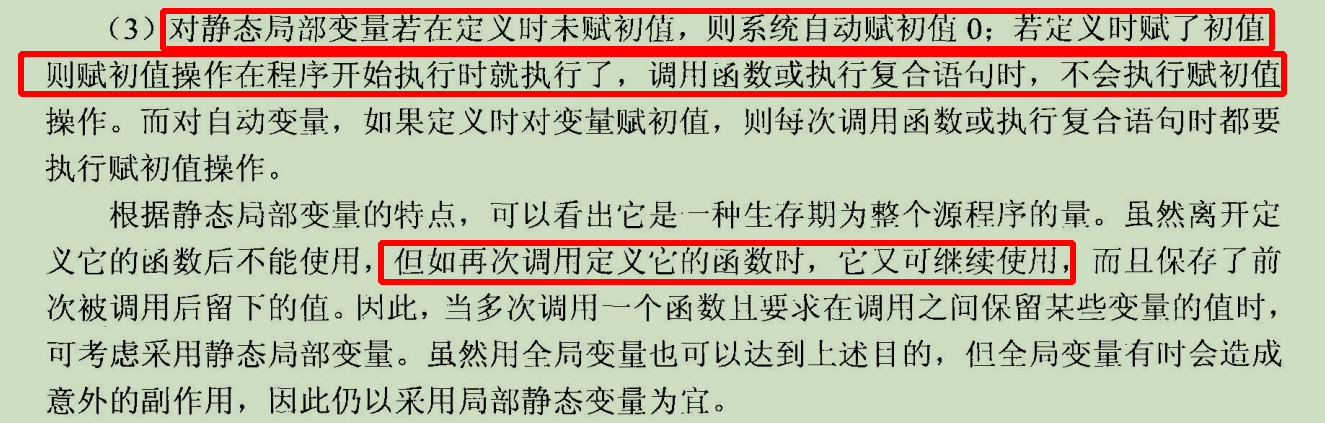 （3）对静态局部变量若在定义时未赋初值，则系统自动赋初值 0；若定义时赋了初值
则赋初值操作在程序开始执行时就执行了，调用函数或执行复合语句时，不会执行赋初值
操作。而对自动变量，如果定义时对变量赋初值，则每次调用函数或执行复合语句时都要
执行赋初值操作。
根据静态局部变量的特点，可以看出它是一种生存期为整个源程序的量。虽然离开定
义它的函数后不能使用，但如再次调用定义它的函数时，它又可继续使用，而且保存了前
次被调用后留下的值。因此，当多次调用一个函数且要求在调用之间保留某些变量的值时，
可考虑采用静态局部变量。虽然用全局变量也可以达到上述目的，但全局变量有时会造成
意外的副作用，因此仍以采用局部静态变量为宜。